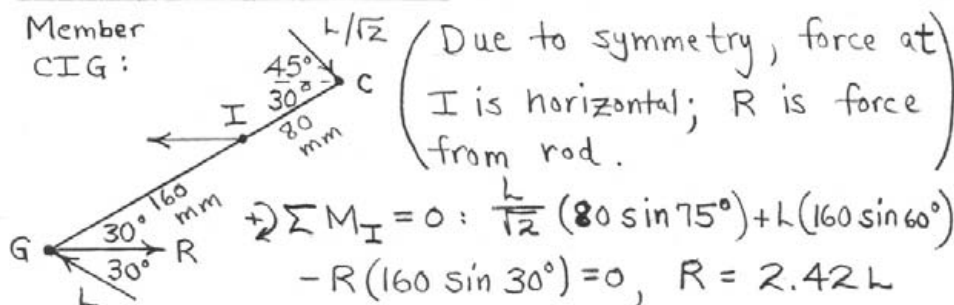 Member
CIG:
L/√2
45°
30°
C
I
80
mm
160
mm
G
30°
R
30°
L
(Due to symmetry, force at
I is horizontal; R is force
from rod.)
+↻ ΣM_I = 0: L/√2 (80 sin 75°) + L(160 sin 60°)
- R(160 sin 30°) = 0, R = 2.42L